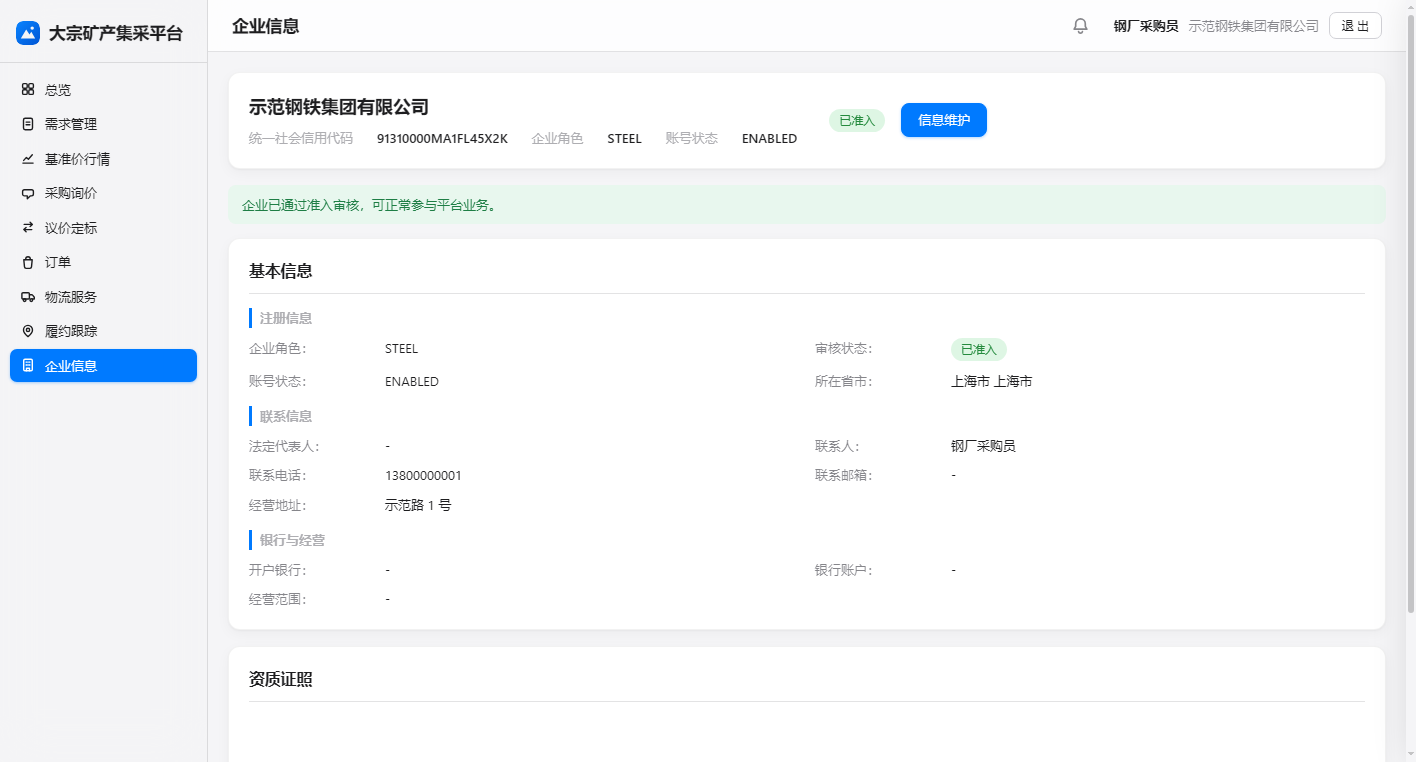 大宗矿产集采平台
企业信息
钢厂采购员 示范钢铁集团有限公司 退 出
总览
需求管理
基准价行情
采购询价
议价定标
订单
物流服务
履约跟踪
企业信息
示范钢铁集团有限公司
统一社会信用代码 91310000MA1FL45X2K 企业角色 STEEL 账号状态 ENABLED
已准入 信息维护
企业已通过准入审核，可正常参与平台业务。
基本信息
注册信息
企业角色： STEEL 审核状态： 已准入
账号状态： ENABLED 所在省市： 上海市 上海市
联系信息
法定代表人： - 联系人： 钢厂采购员
联系电话： 13800000001 联系邮箱： -
经营地址： 示范路 1 号
银行与经营
开户银行： - 银行账户： -
经营范围： -
资质证照